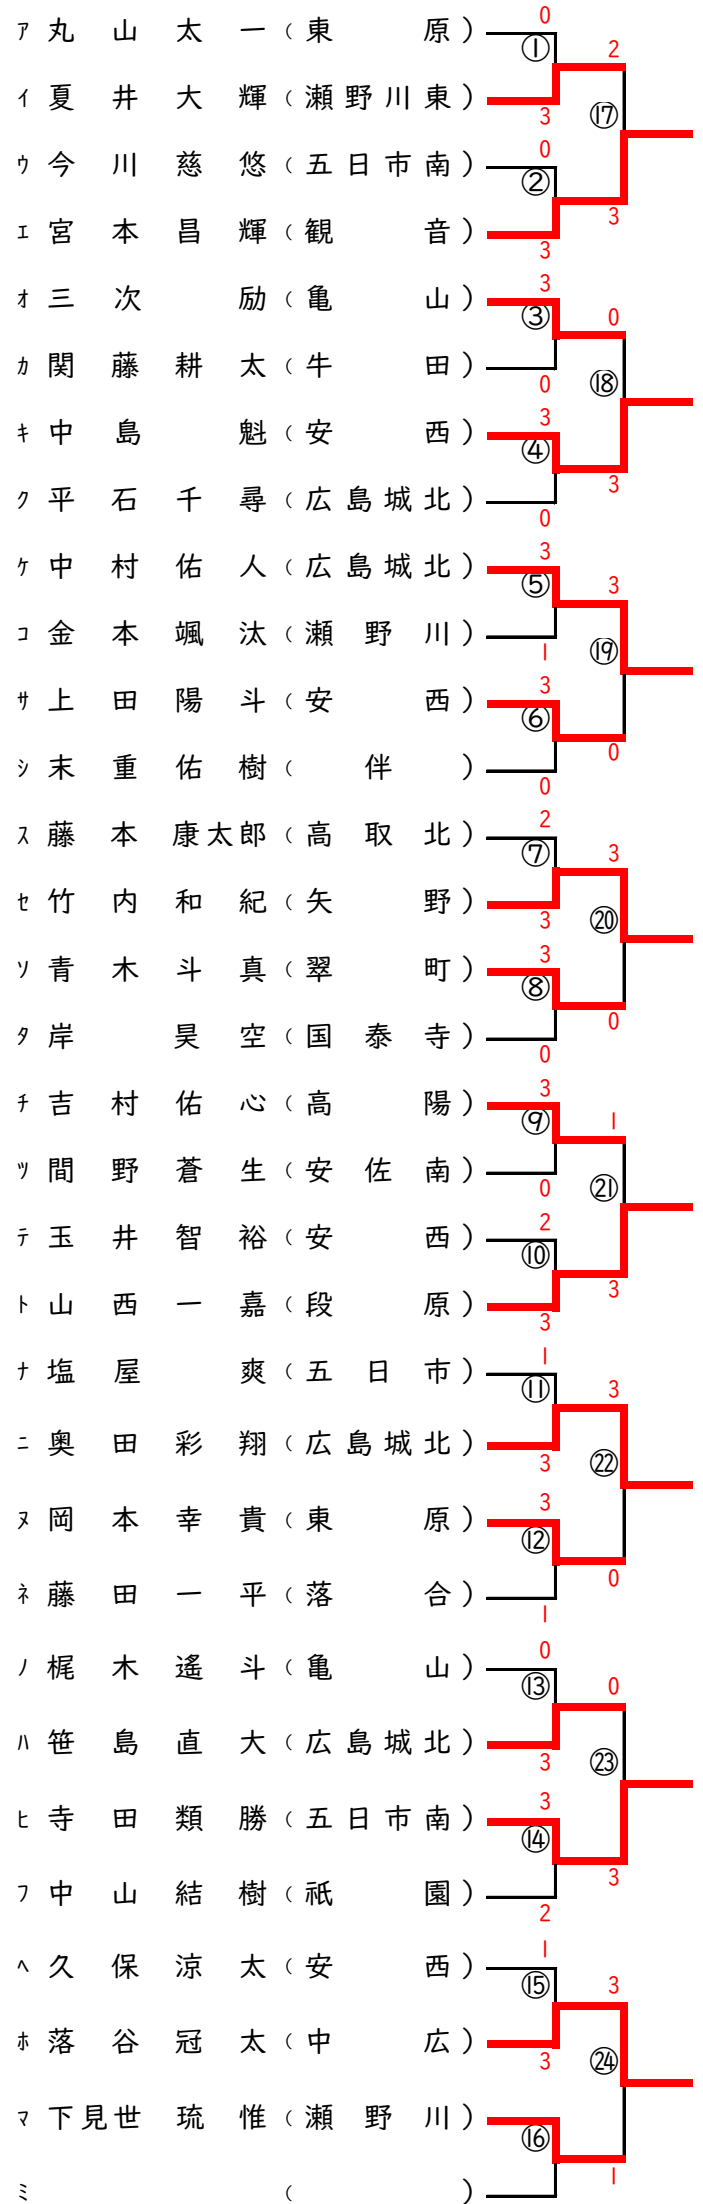 ア 丸山太一（東原） 0
①
2
イ 夏井大輝（瀬野川東） 3
⑰
ウ 今川慈悠（五日市南） 0
②
3
エ 宮本昌輝（観音） 3
オ 三次励（亀山） 3
③
0
カ 関藤耕太（牛田） 0
⑱
キ 中島魁（安西） 3
④
3
ク 平石千尋（広島城北） 0
ケ 中村佑人（広島城北） 3
⑤
3
コ 金本颯汰（瀬野川） 1
⑲
サ 上田陽斗（安西） 3
⑥
0
シ 末重佑樹（伴） 0
ス 藤本康太郎（高取北） 2
⑦
3
セ 竹内和紀（矢野） 3
⑳
ソ 青木斗真（翠町） 3
⑧
0
タ 岸昊空（国泰寺） 0
チ 吉村佑心（高陽） 3
⑨
1
ツ 間野蒼生（安佐南） 0
㉑
テ 玉井智裕（安西） 2
⑩
3
ト 山西一嘉（段原） 3
ナ 塩屋爽（五日市） 1
⑪
3
ニ 奥田彩翔（広島城北） 3
㉒
ヌ 岡本幸貴（東原） 3
⑫
0
ネ 藤田一平（落合） 1
ノ 梶木遙斗（亀山） 0
⑬
0
ハ 笹島直大（広島城北） 3
㉓
ヒ 寺田類勝（五日市南） 3
⑭
3
フ 中山結樹（祇園） 2
ヘ 久保涼太（安西） 1
⑮
3
ホ 落谷冠太（中広） 3
㉔
マ 下見世琉惟（瀬野川）
⑯
1
ミ （）